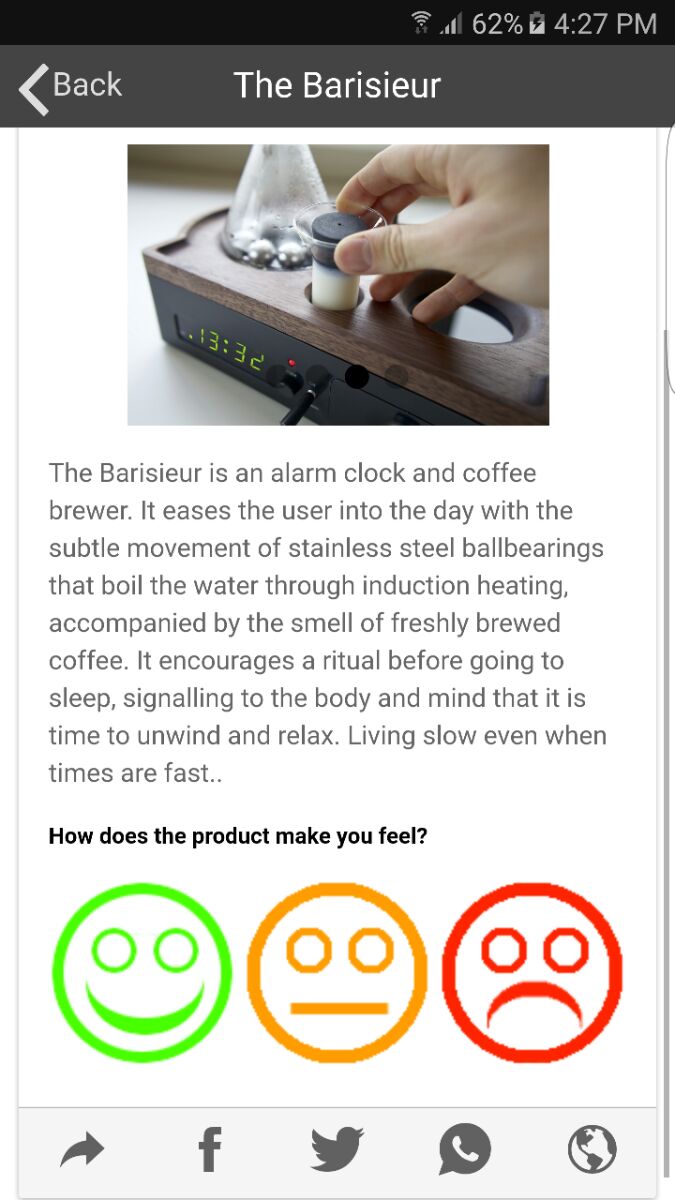 62% 4:27 PM
Back The Barisieur
13:32
The Barisieur is an alarm clock and coffee
brewer. It eases the user into the day with the
subtle movement of stainless steel ballbearings
that boil the water through induction heating,
accompanied by the smell of freshly brewed
coffee. It encourages a ritual before going to
sleep, signalling to the body and mind that it is
time to unwind and relax. Living slow even when
times are fast..
How does the product make you feel?